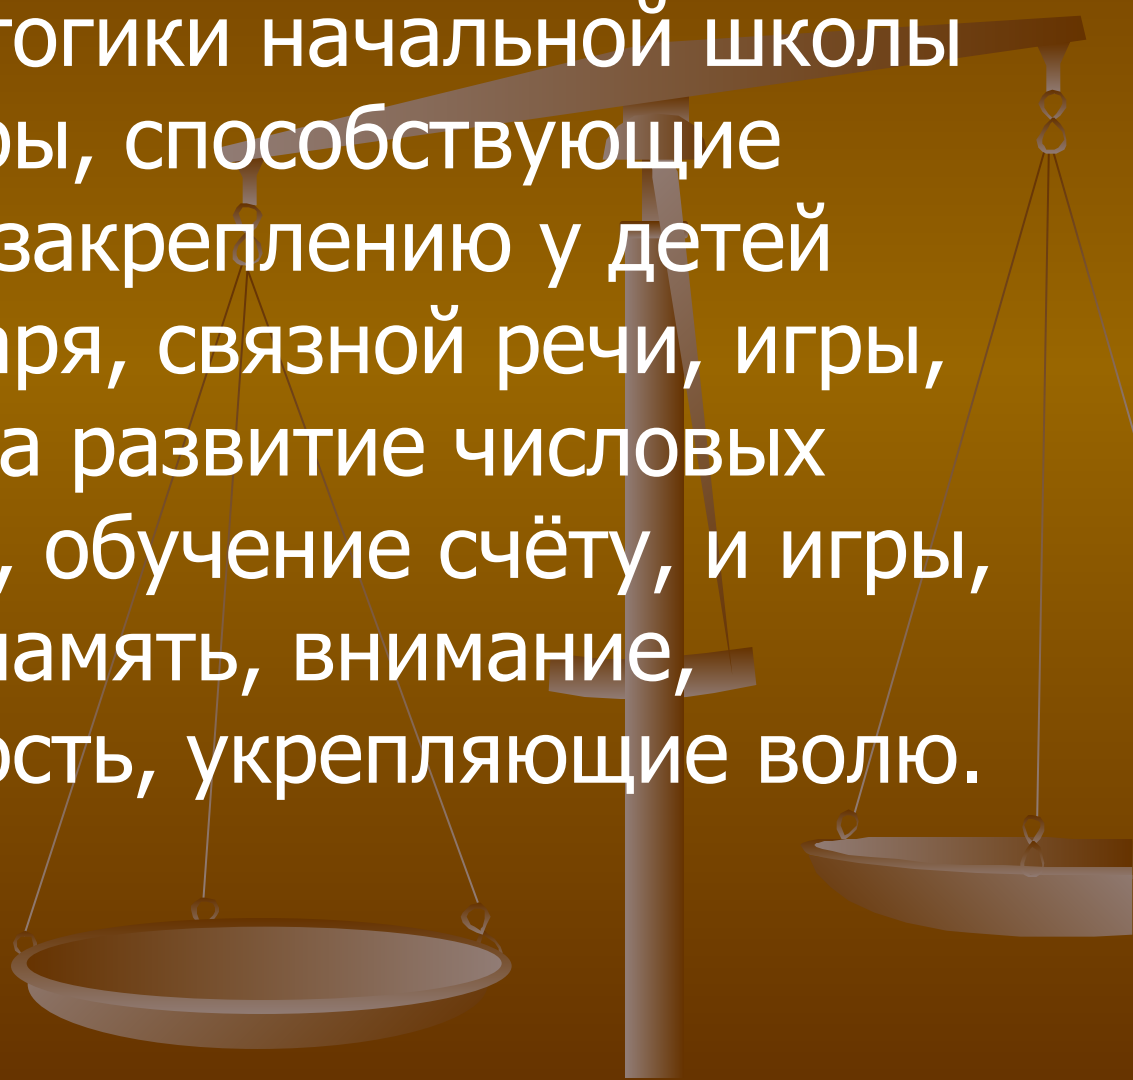 гогики начальной школы
ры, способствующие
закреплению у детей
аря, связной речи, игры,
а развитие числовых
, обучение счёту, и игры,
память, внимание,
ость, укрепляющие волю.